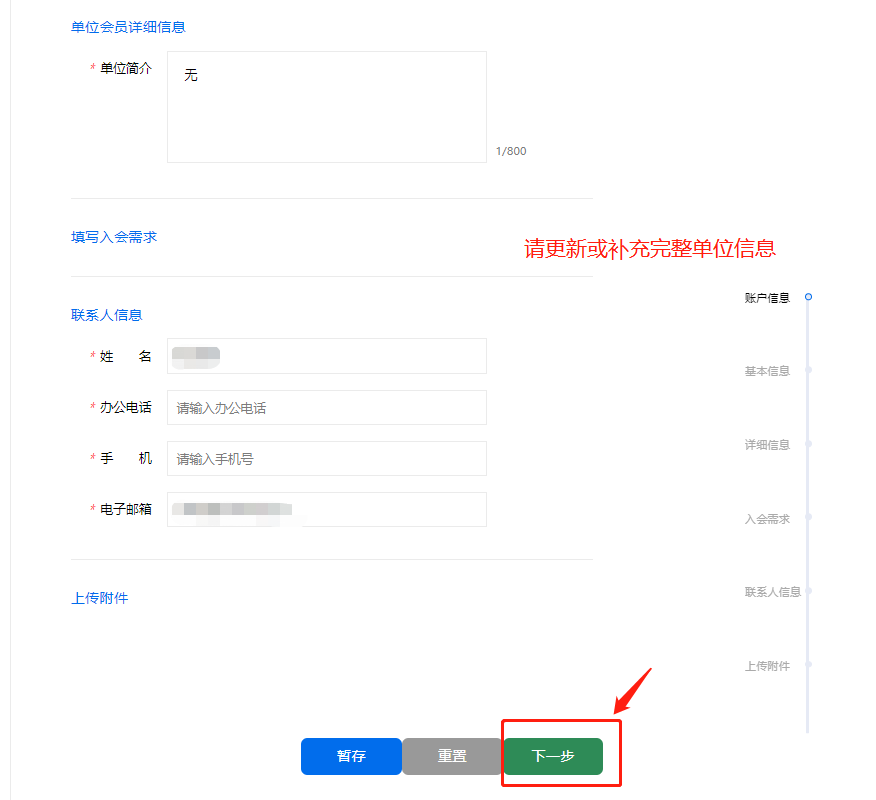 单位会员详细信息
* 单位简介
无
1/800
填写入会需求
请更新或补充完整单位信息
账户信息
联系人信息
* 姓 名
基本信息
* 办公电话 请输入办公电话
详细信息
* 手 机 请输入手机号
* 电子邮箱
入会需求
联系人信息
上传附件
上传附件
暂存 重置 下一步